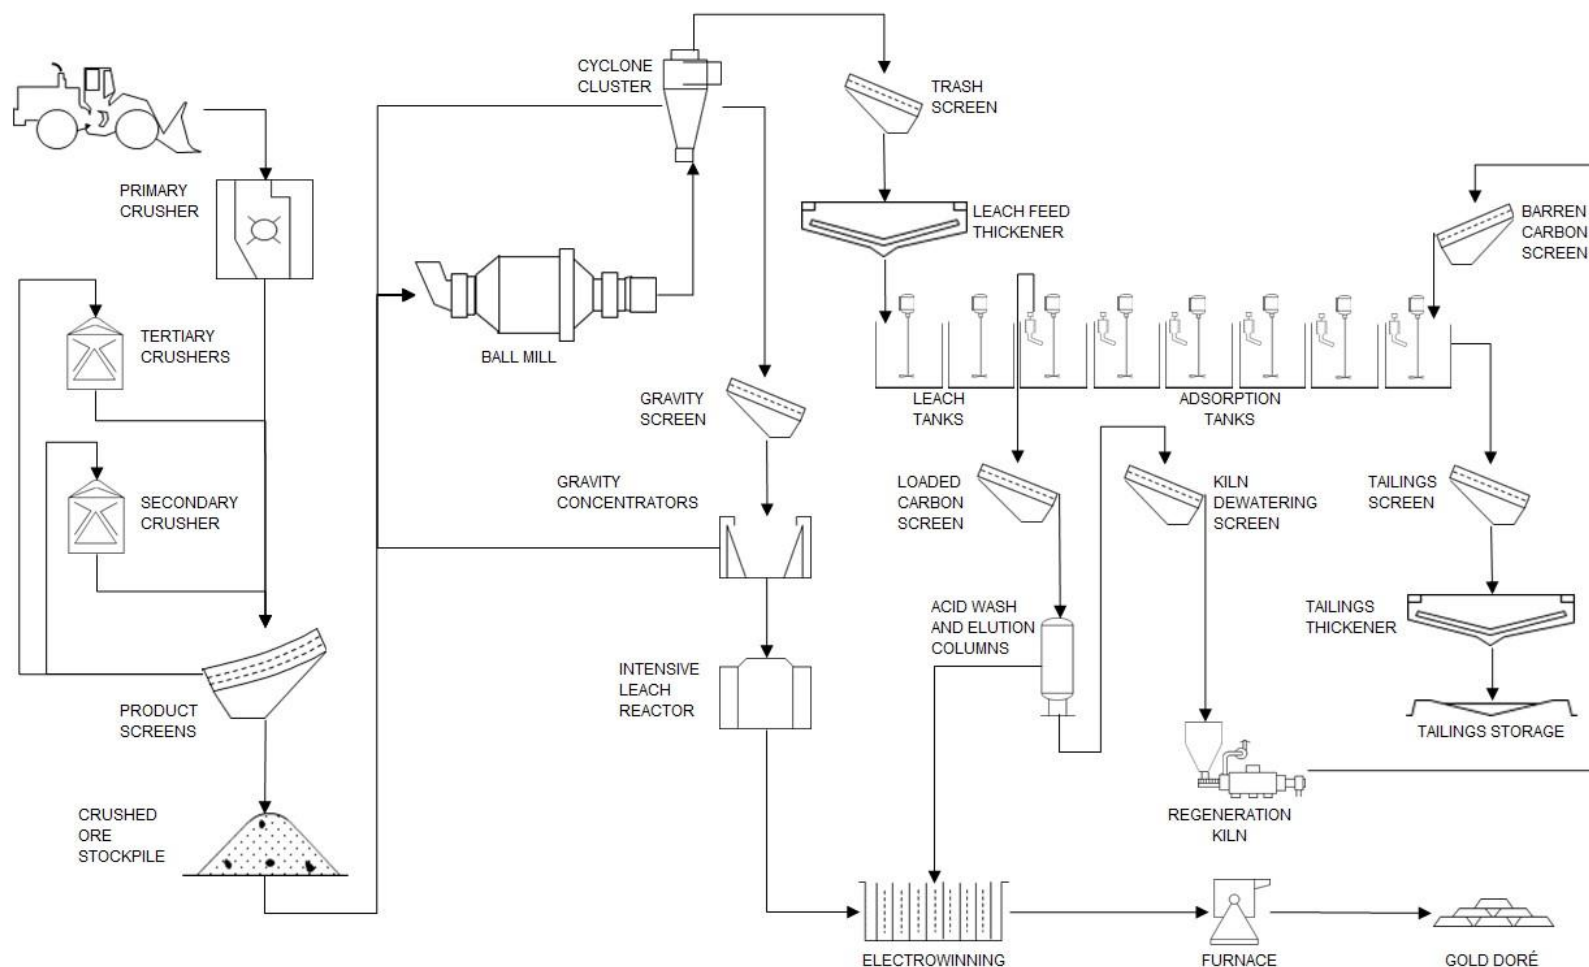 CYCLONE
CLUSTER
TRASH
SCREEN
PRIMARY
CRUSHER
LEACH FEED
THICKENER
BARREN
CARBON
SCREEN
TERTIARY
CRUSHERS
BALL MILL
GRAVITY
SCREEN
LEACH
TANKS
ADSORPTION
TANKS
SECONDARY
CRUSHER
GRAVITY
CONCENTRATORS
LOADED
CARBON
SCREEN
KILN
DEWATERING
SCREEN
TAILINGS
SCREEN
ACID WASH
AND ELUTION
COLUMNS
TAILINGS
THICKENER
INTENSIVE
LEACH
REACTOR
PRODUCT
SCREENS
TAILINGS STORAGE
REGENERATION
KILN
CRUSHED
ORE
STOCKPILE
ELECTROWINNING
FURNACE
GOLD DORÉ